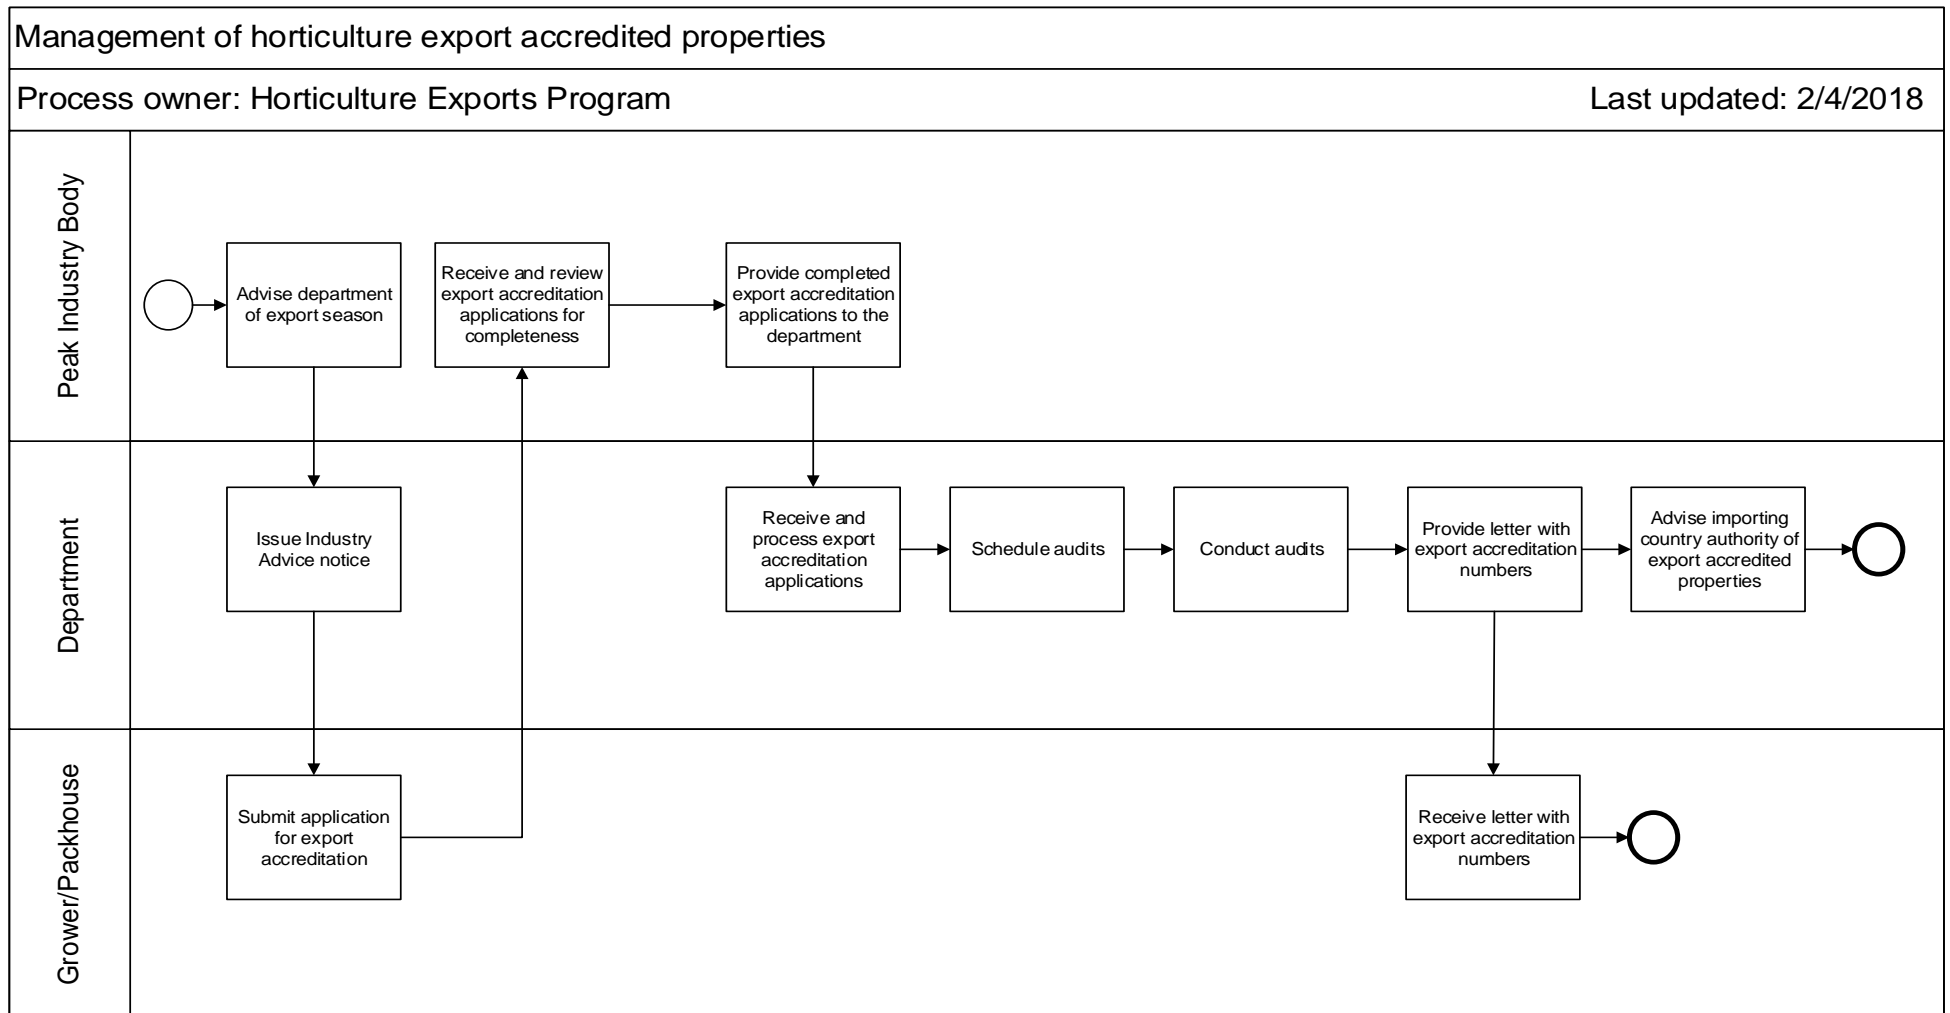 Management of horticulture export accredited properties
Process owner: Horticulture Exports Program
Last updated: 2/4/2018
Peak Industry Body
Advise department
of export season
Receive and review
export accreditation
applications for
completeness
Provide completed
export accreditation
applications to the
department
Department
Issue Industry
Advice notice
Receive and
process export
accreditation
applications
Schedule audits
Conduct audits
Provide letter with
export accreditation
numbers
Advise importing
country authority of
export accredited
properties
Grower/Packhouse
Submit application
for export
accreditation
Receive letter with
export accreditation
numbers